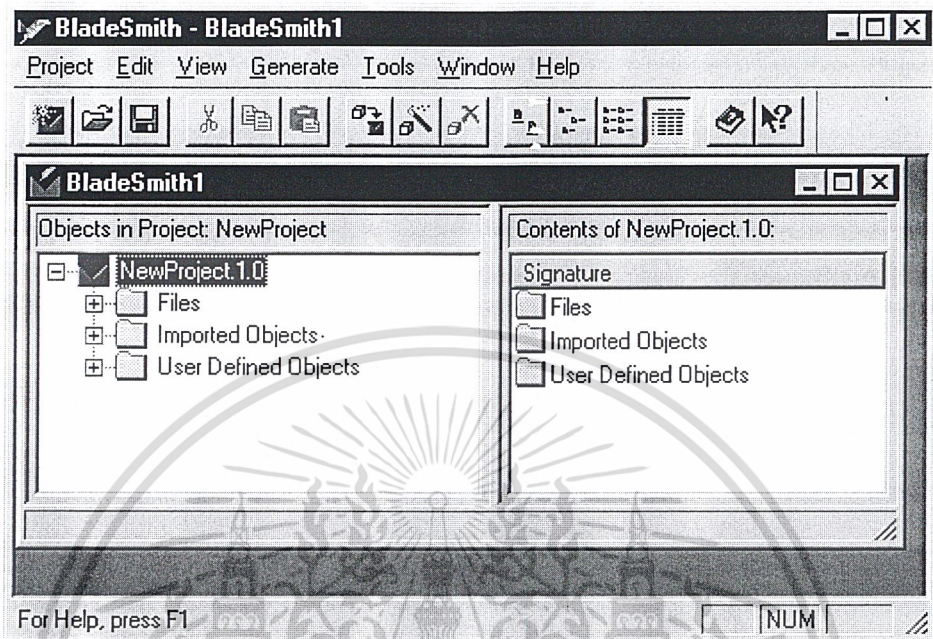 BladeSmith - BladeSmith1
Project Edit View Generate Tools Window Help
BladeSmith1
Objects in Project: NewProject
NewProject.1.0
Files
Imported Objects
User Defined Objects
Contents of NewProject.1.0:
Signature
Files
Imported Objects
User Defined Objects
For Help, press F1
NUM